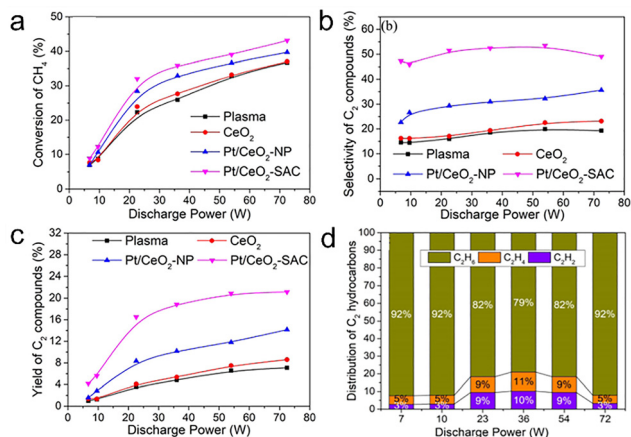 a
Conversion of CH4 (%)
50
40
30
20
10
0
Plasma
CeO2
Pt/CeO2-NP
Pt/CeO2-SAC
0 10 20 30 40 50 60 70 80
Discharge Power (W)
b
(b)
Selectivity of C2 compounds (%)
60
50
40
30
20
10
0
Plasma CeO2
Pt/CeO2-NP Pt/CeO2-SAC
0 10 20 30 40 50 60 70 80
Discharge Power (W)
c
Yield of C2 compounds (%)
32
28
24
20
16
12
8
4
0
Plasma CeO2
Pt/CeO2-NP Pt/CeO2-SAC
0 10 20 30 40 50 60 70 80
Discharge Power (W)
d
Distribution of C2 hydrocarbons (%)
100
90
80
70
60
50
40
30
20
10
0
C2H6 C2H4 C2H2
92% 92% 82% 79% 82% 92%
5% 5% 9% 11% 9% 5%
3% 3% 9% 10% 9% 3%
7 10 23 36 54 72
Discharge Power (W)